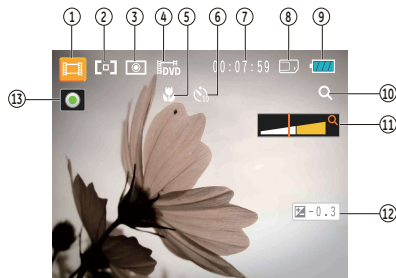 ① ② ③ ④ ⑤ ⑥ ⑦ ⑧ ⑨
DVD 00:07:59
⑬ 10 ⑩
⑪
-0.3 ⑫